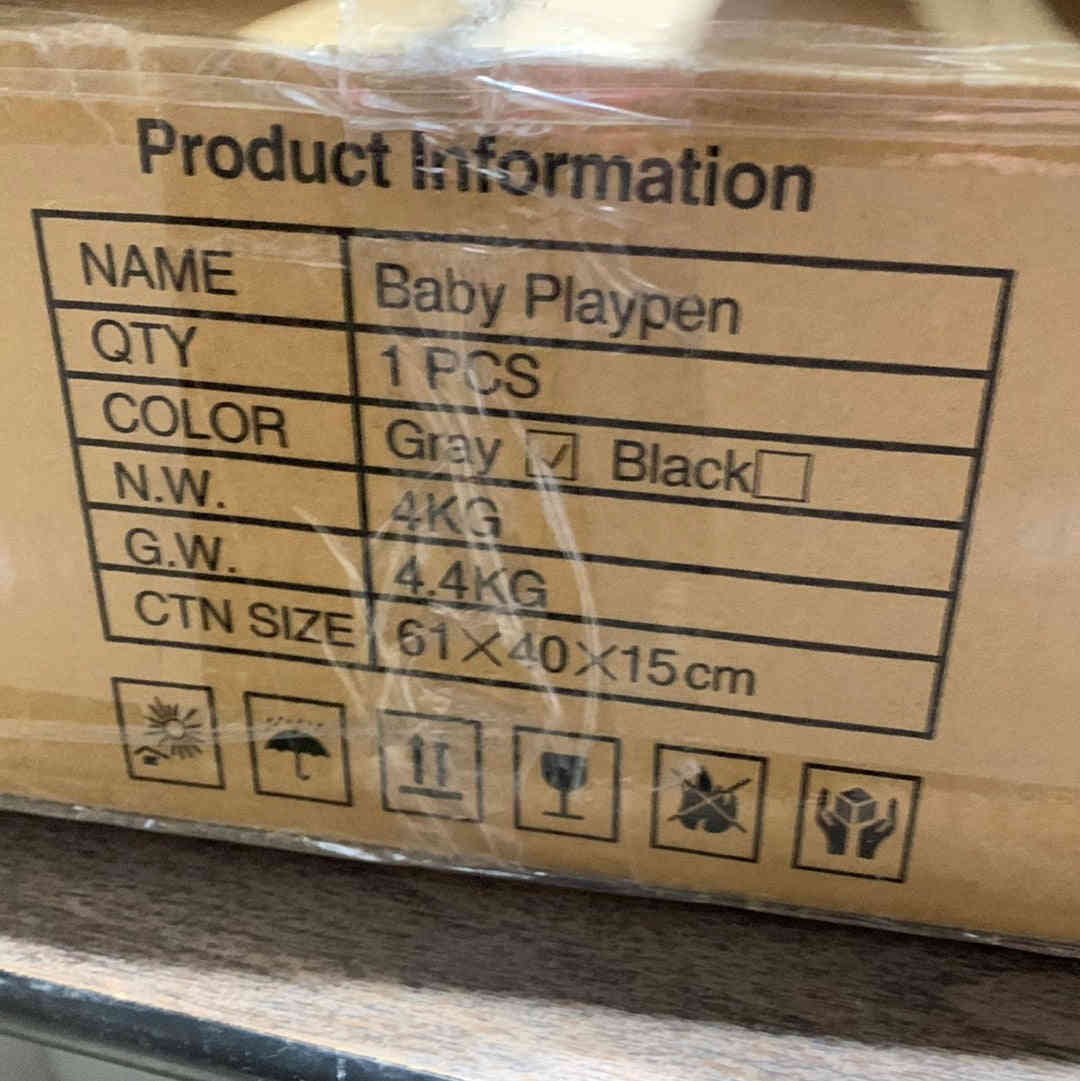 Product Information
NAME Baby Playpen
QTY 1 PCS
COLOR Gray ☑ Black ☐
N.W. 4KG
G.W. 4.4KG
CTN SIZE 61×40×15cm